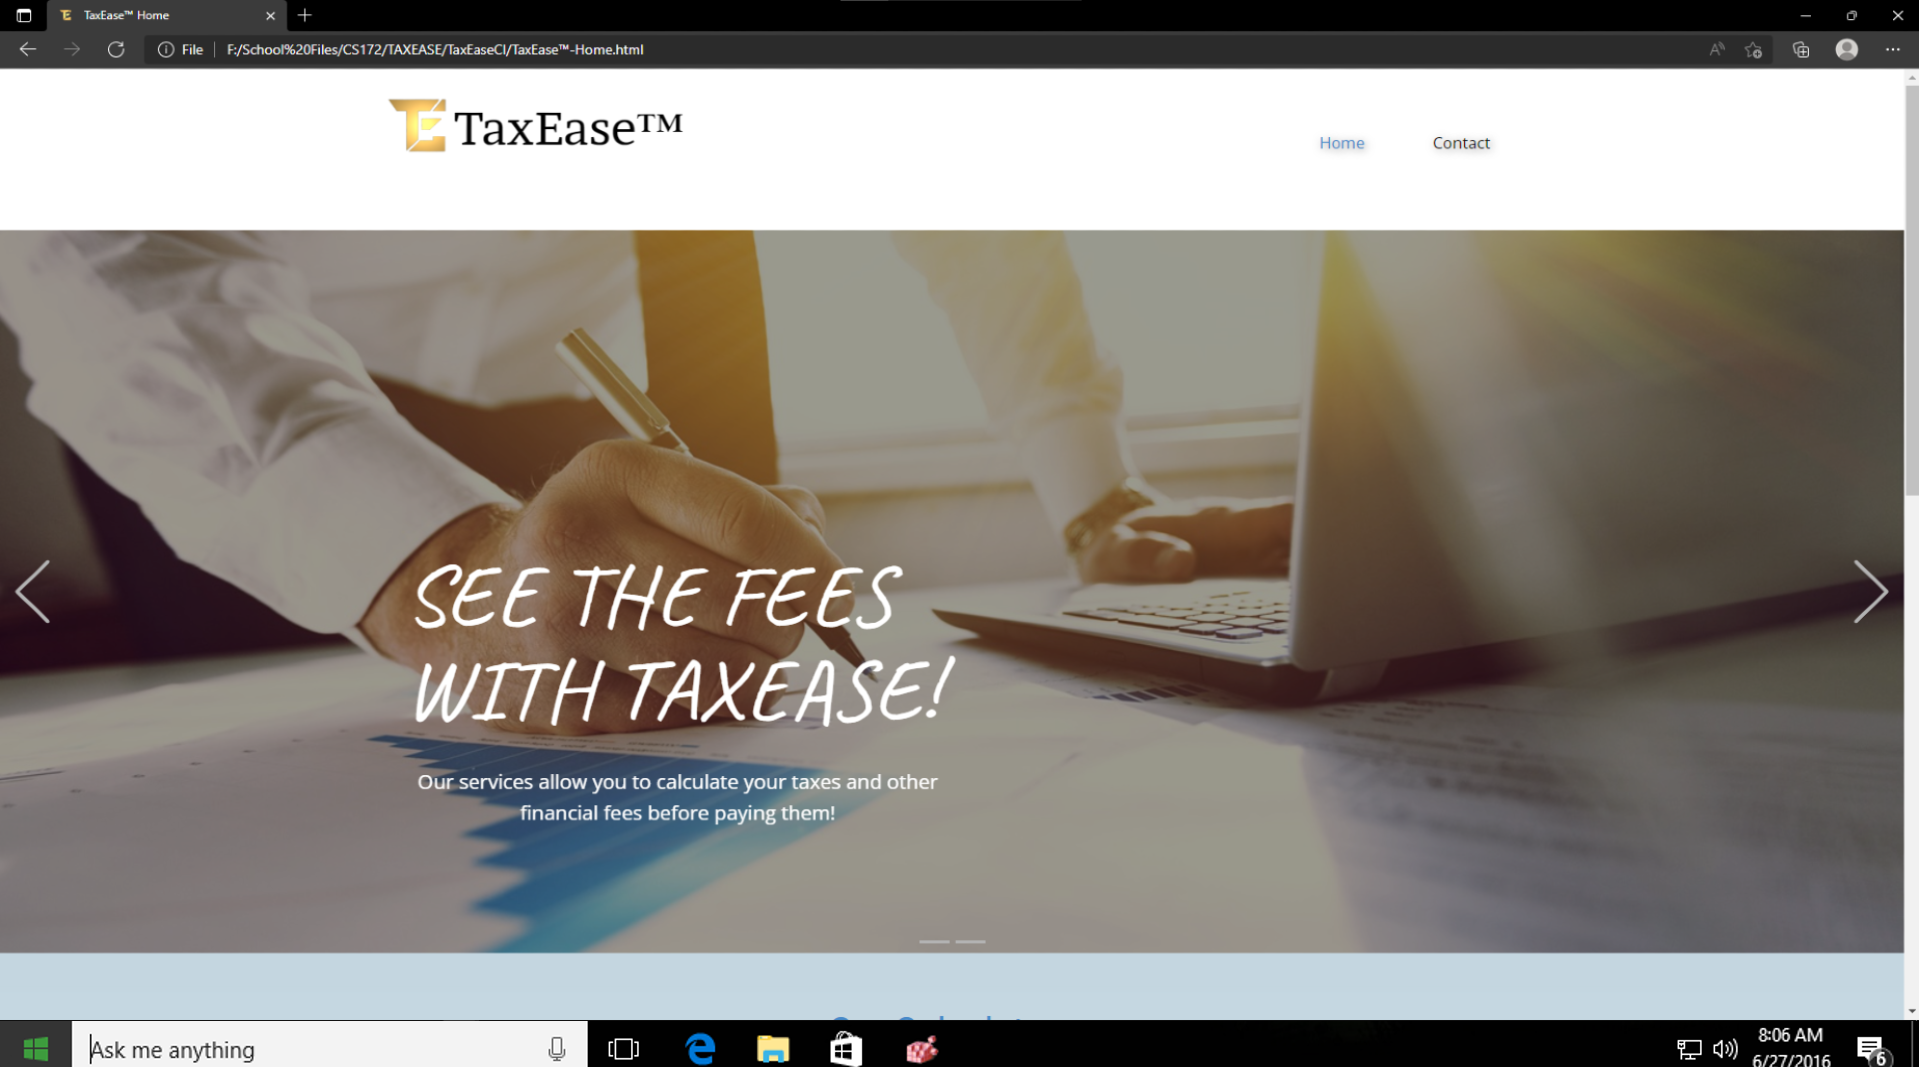 TaxEase™ Home
File
F:/School%20Files/CS172/TAXEASE/TaxEaseCI/TaxEase™-Home.html
TaxEase™
Home
Contact
SEE THE FEES
WITH TAXEASE!
Our services allow you to calculate your taxes and other
financial fees before paying them!
Ask me anything
8:06 AM
6/27/2016
6